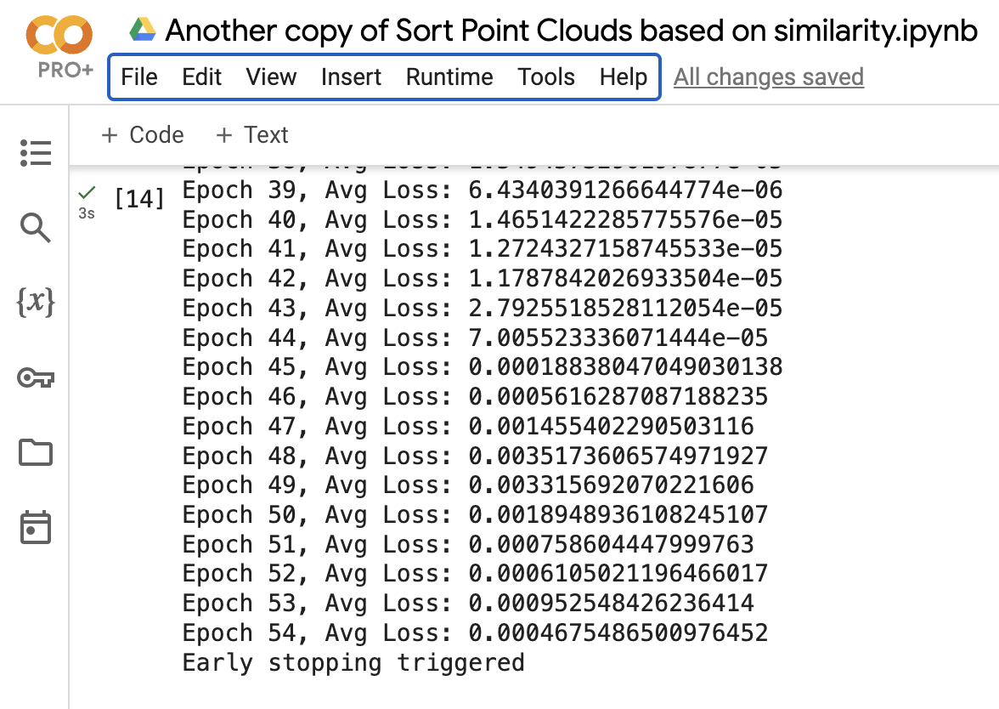 Another copy of Sort Point Clouds based on similarity.ipynb
PRO+
File Edit View Insert Runtime Tools Help All changes saved
+ Code + Text
{x}
3s
[14]
Epoch 39, Avg Loss: 6.4340391266644774e-06
Epoch 40, Avg Loss: 1.4651422285775576e-05
Epoch 41, Avg Loss: 1.2724327158745533e-05
Epoch 42, Avg Loss: 1.1787842026933504e-05
Epoch 43, Avg Loss: 2.7925518528112054e-05
Epoch 44, Avg Loss: 7.005523336071444e-05
Epoch 45, Avg Loss: 0.00018838047049030138
Epoch 46, Avg Loss: 0.0005616287087188235
Epoch 47, Avg Loss: 0.001455402290503116
Epoch 48, Avg Loss: 0.0035173606574971927
Epoch 49, Avg Loss: 0.003315692070221606
Epoch 50, Avg Loss: 0.0018948936108245107
Epoch 51, Avg Loss: 0.000758604447999763
Epoch 52, Avg Loss: 0.0006105021196466017
Epoch 53, Avg Loss: 0.000952548426236414
Epoch 54, Avg Loss: 0.0004675486500976452
Early stopping triggered